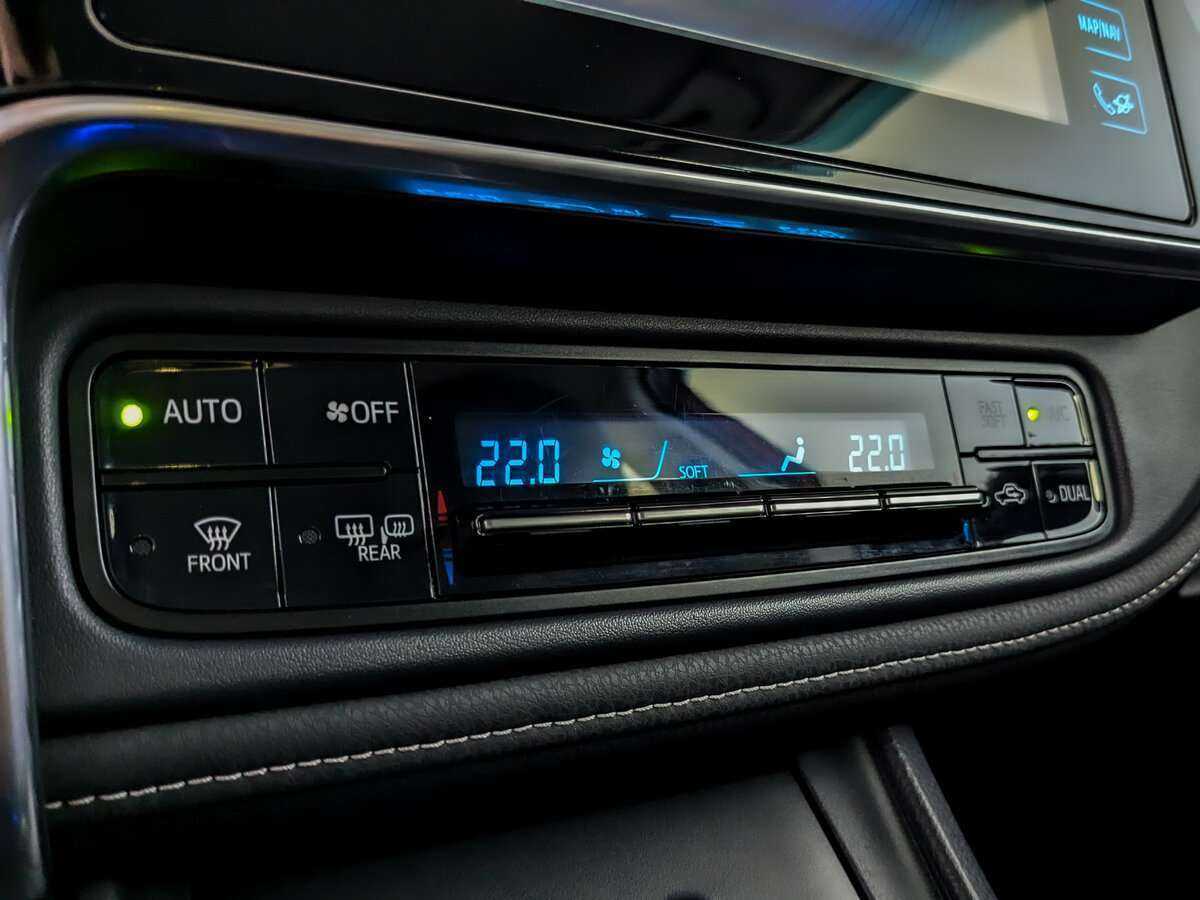 MAP/NAV
AUTO
OFF
22.0
SOFT
22.0
FAST
SOFT
A/C
FRONT
REAR
DUAL